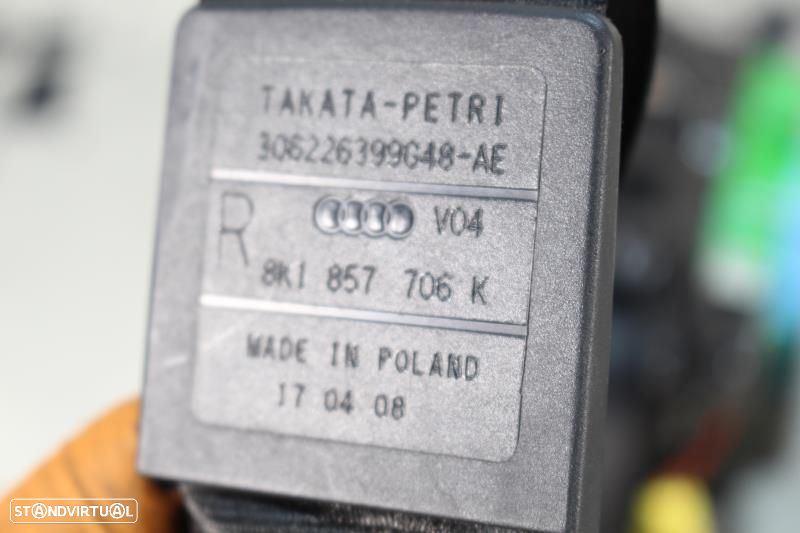 TAKATA-PETRI
306226399G48-AE
R V04
8K1 857 706 K
MADE IN POLAND
17 04 08
STANDVIRTUAL